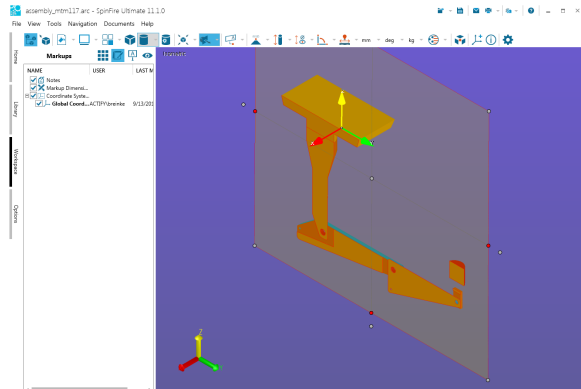 assembly_mtm117.arc - SpinFire Ultimate 11.1.0
File View Tools Navigation Documents Help
mm deg kg
Home
Library
Workspace
Options
Markups
NAME USER LAST M
Notes
Markup Dimensi...
Coordinate Syste...
Global Coord... ACTIFY\breinke 9/13/201
Z